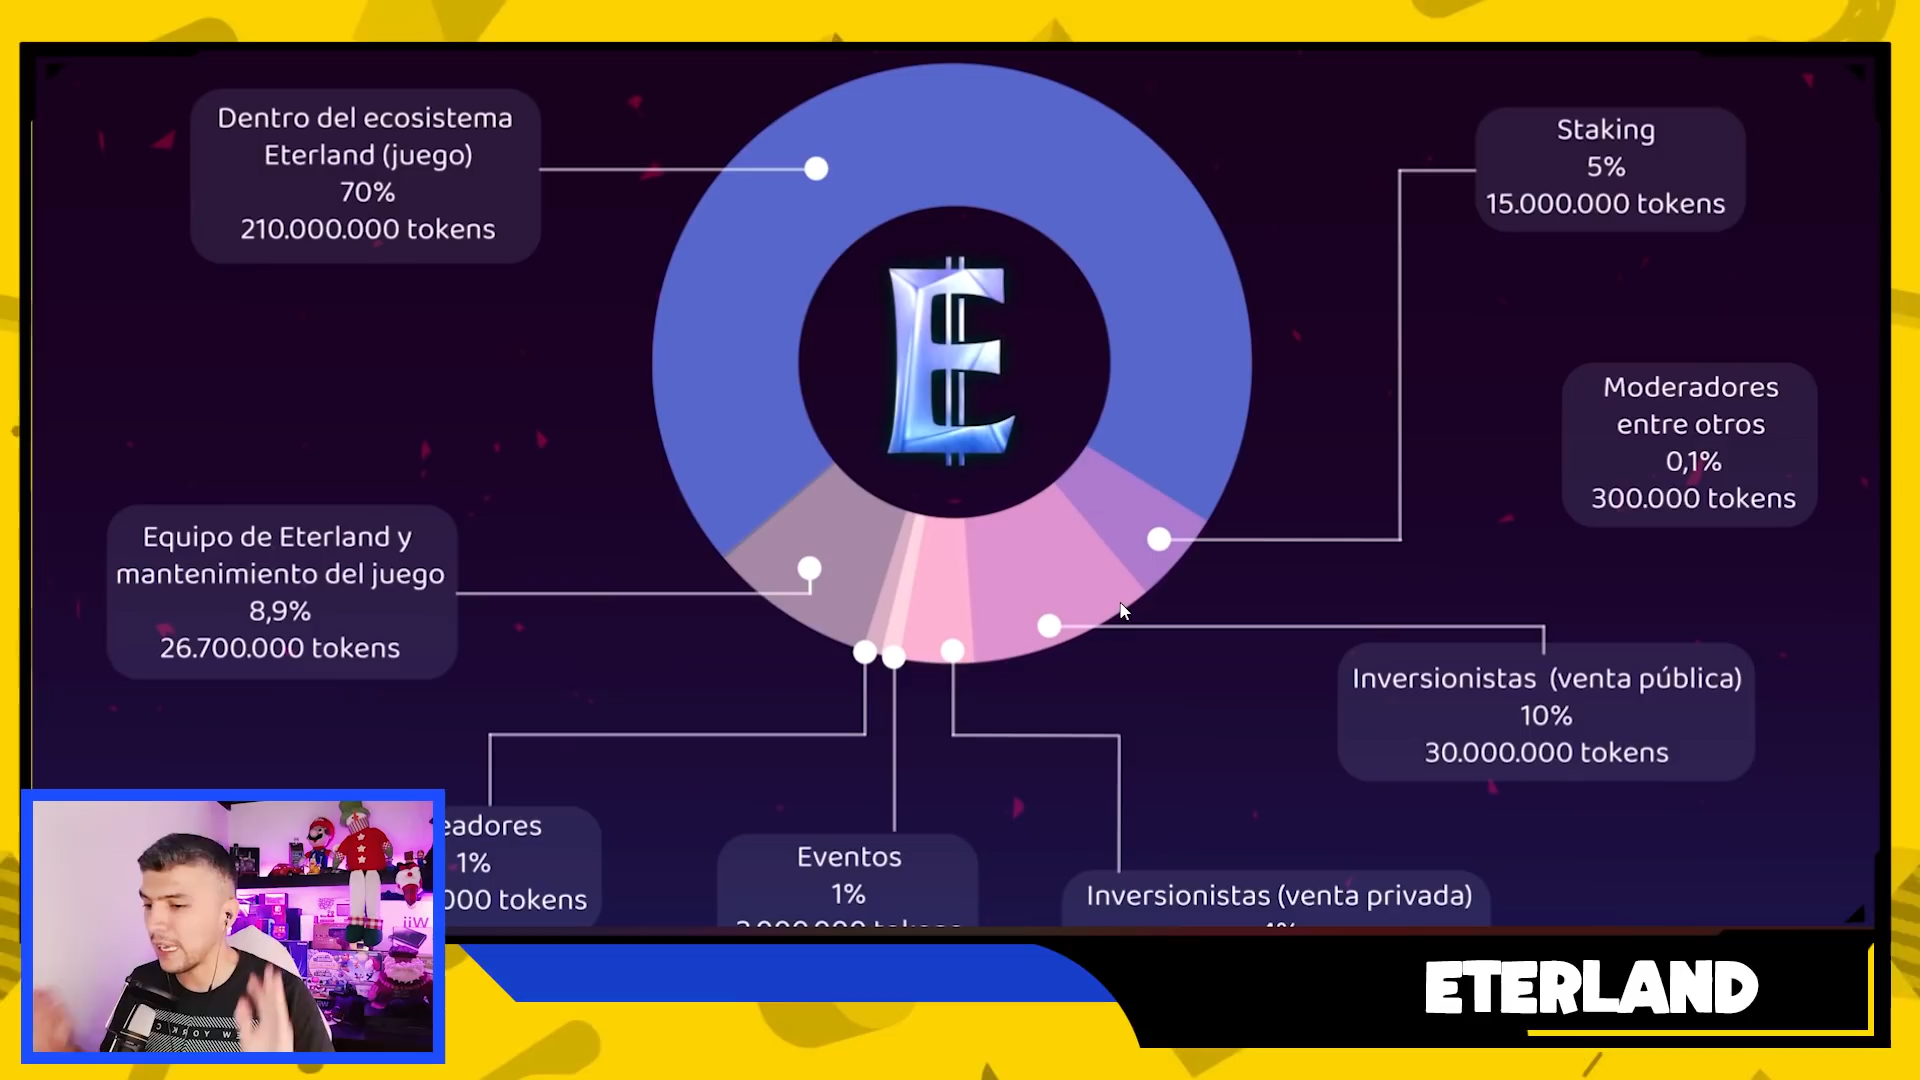 Dentro del ecosistema
Eterland (juego)
70%
210.000.000 tokens
Staking
5%
15.000.000 tokens
Moderadores
entre otros
0,1%
300.000 tokens
Equipo de Eterland y
mantenimiento del juego
8,9%
26.700.000 tokens
Inversionistas (venta pública)
10%
30.000.000 tokens
eadores
1%
000 tokens
Eventos
1%
Inversionistas (venta privada)
ETERLAND